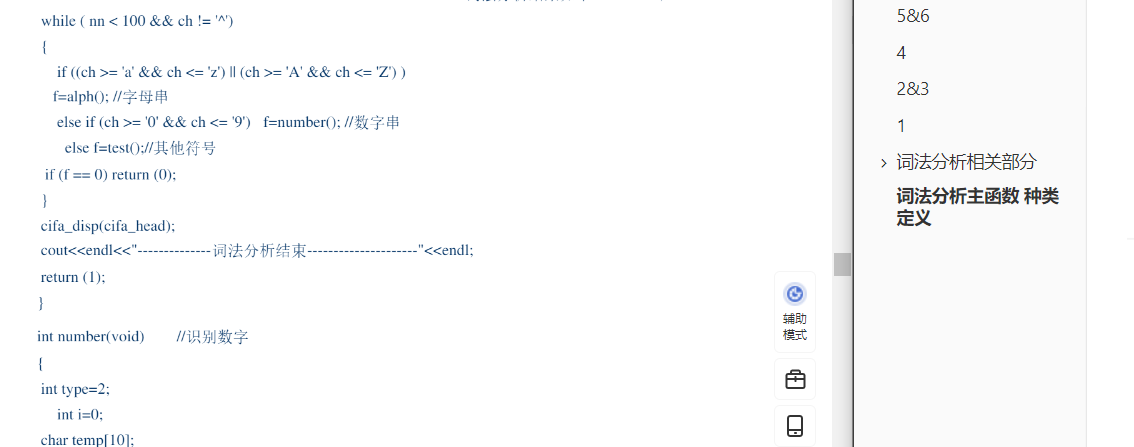 while ( nn < 100 && ch != '^')
{
if ((ch >= 'a' && ch <= 'z') || (ch >= 'A' && ch <= 'Z') )
f=alph(); //字母串
else if (ch >= '0' && ch <= '9') f=number(); //数字串
else f=test();//其他符号
if (f == 0) return (0);
}
cifa_disp(cifa_head);
cout<<endl<<"--------------词法分析结束---------------------"<<endl;
return (1);
}
int number(void) //识别数字
{
int type=2;
int i=0;
char temp[10];
辅助
模式
5&6
4
2&3
1
词法分析相关部分
词法分析主函数 种类
定义